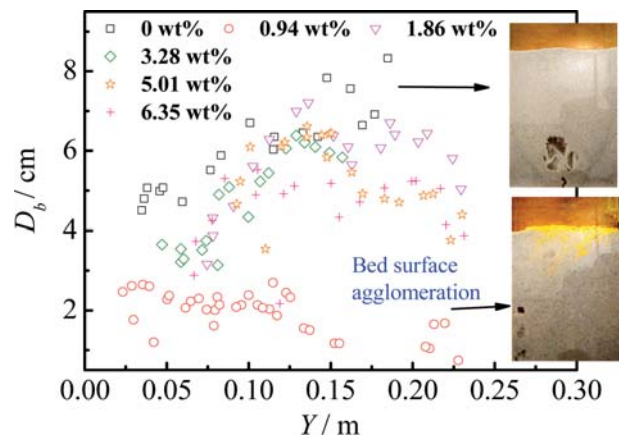 0 wt% 0.94 wt% 1.86 wt%
3.28 wt%
5.01 wt%
6.35 wt%
8
6
4
2
D_b / cm
Bed surface
agglomeration
0.00 0.05 0.10 0.15 0.20 0.25 0.30
Y / m